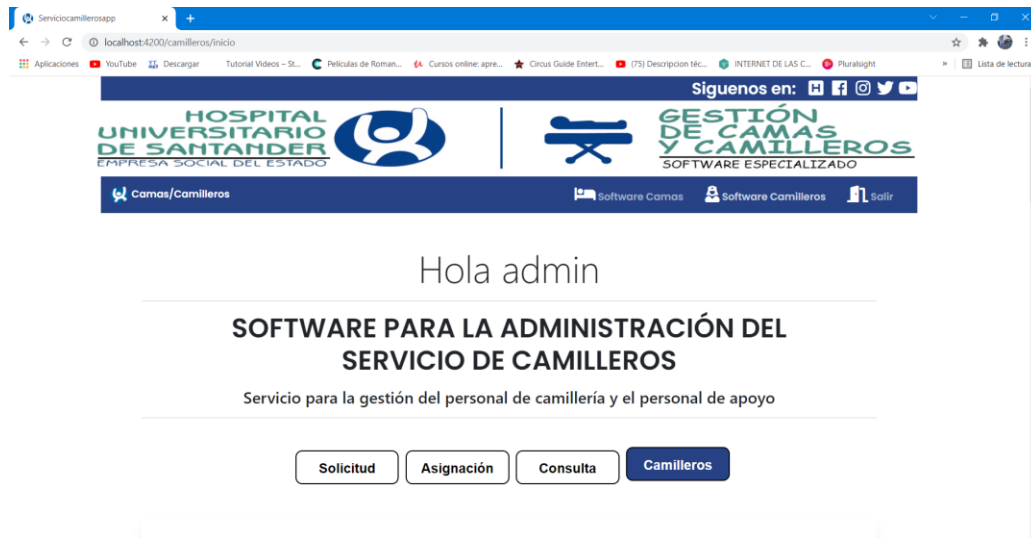 Serviciocamillerosapp
localhost:4200/camilleros/inicio
Aplicaciones YouTube Descargar Tutorial Videos – St... Peliculas de Roman... Cursos online: apre... Circus Guide Entert... (75) Descripcion téc... INTERNET DE LAS C... Pluralsight » Lista de lectura
Siguenos en:
HOSPITAL
UNIVERSITARIO
DE SANTANDER
EMPRESA SOCIAL DEL ESTADO
GESTIÓN
DE CAMAS
Y CAMILLEROS
SOFTWARE ESPECIALIZADO
Camas/Camilleros Software Camas Software Camilleros Salir
Hola admin
SOFTWARE PARA LA ADMINISTRACIÓN DEL
SERVICIO DE CAMILLEROS
Servicio para la gestión del personal de camillería y el personal de apoyo
Solicitud Asignación Consulta Camilleros